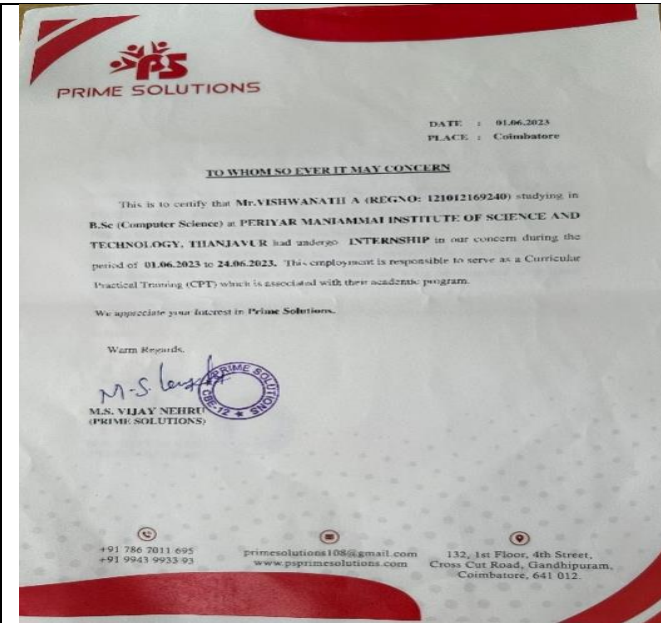 PS
PRIME SOLUTIONS
DATE : 01.06.2023
PLACE : Coimbatore
TO WHOM SO EVER IT MAY CONCERN
This is to certify that Mr.VISHWANATH A (REGNO: 121012169240) studying in
B.Sc (Computer Science) at PERIYAR MANIAMMAI INSTITUTE OF SCIENCE AND
TECHNOLOGY, THANJAVUR had undergo INTERNSHIP in our concern during the
period of 01.06.2023 to 24.06.2023. This employment is responsible to serve as a Curricular
Practical Training (CPT) which is associated with their academic program.
We appreciate your Interest in Prime Solutions.
Warm Regards,
M.S.
PRIME SOLUTIONS
CBE-12
M.S. VIJAY NEHRU
(PRIME SOLUTIONS)
+91 786 7011 695
+91 9943 9933 93
primesolutions108@gmail.com
www.psprimesolutions.com
132, 1st Floor, 4th Street,
Cross Cut Road, Gandhipuram,
Coimbatore, 641 012.